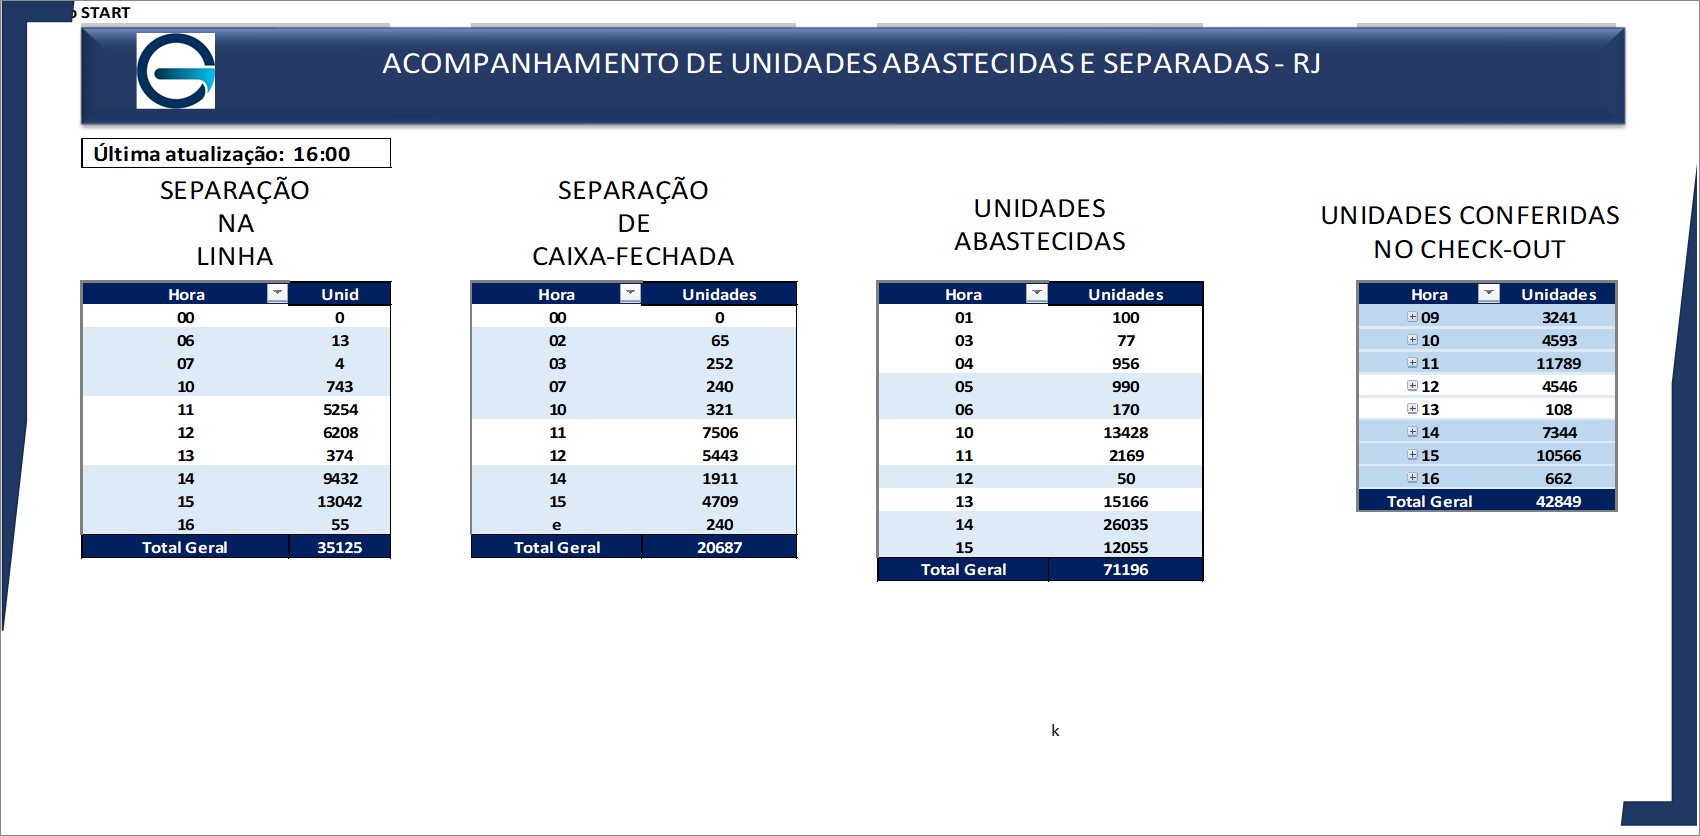 START
ACOMPANHAMENTO DE UNIDADES ABASTECIDAS E SEPARADAS - RJ
Última atualização: 16:00
SEPARAÇÃO
NA
LINHA
Hora Unid
00 0
06 13
07 4
10 743
11 5254
12 6208
13 374
14 9432
15 13042
16 55
Total Geral 35125
SEPARAÇÃO
DE
CAIXA-FECHADA
Hora Unidades
00 0
02 65
03 252
07 240
10 321
11 7506
12 5443
14 1911
15 4709
e 240
Total Geral 20687
UNIDADES
ABASTECIDAS
Hora Unidades
01 100
03 77
04 956
05 990
06 170
10 13428
11 2169
12 50
13 15166
14 26035
15 12055
Total Geral 71196
UNIDADES CONFERIDAS
NO CHECK-OUT
Hora Unidades
09 3241
10 4593
11 11789
12 4546
13 108
14 7344
15 10566
16 662
Total Geral 42849
k